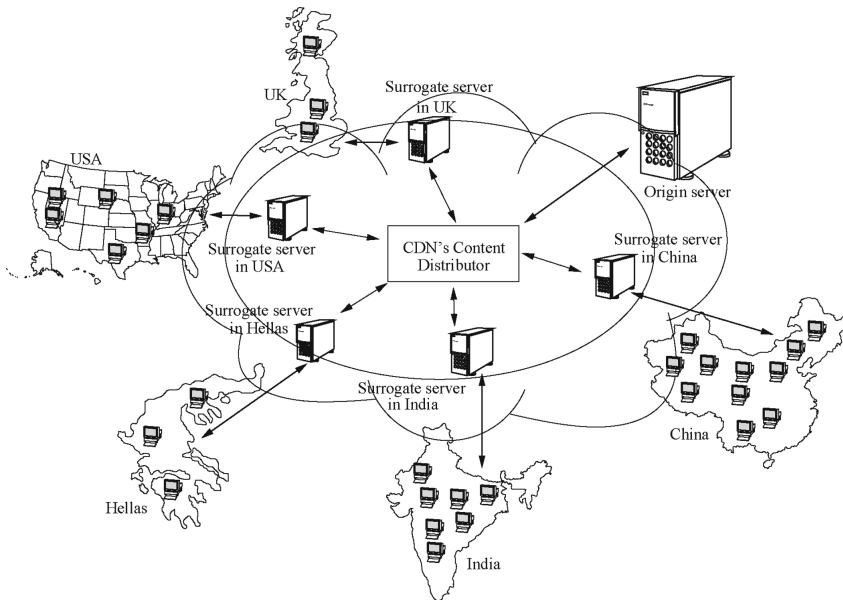 UK
Surrogate server
in UK
USA
Origin server
Surrogate server
in USA
CDN's Content
Distributor
Surrogate server
in China
Surrogate server
in Hellas
Surrogate server
in India
China
Hellas
India